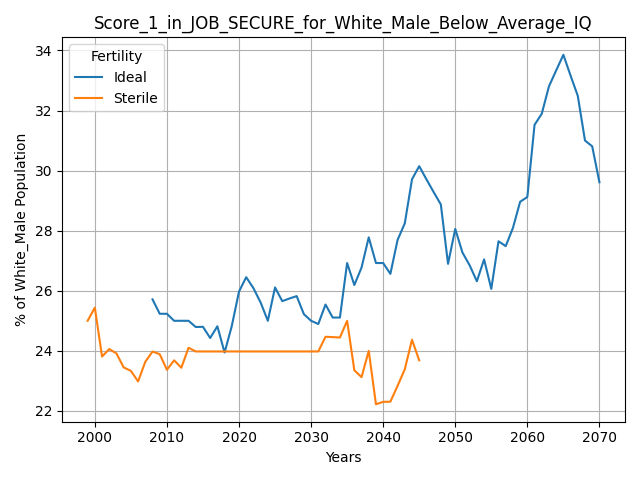 Score_1_in_JOB_SECURE_for_White_Male_Below_Average_IQ
Fertility
Ideal
Sterile
% of White_Male Population
34
32
30
28
26
24
22
2000 2010 2020 2030 2040 2050 2060 2070
Years